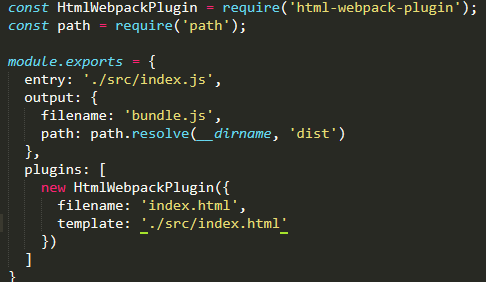 const HtmlWebpackPlugin = require('html-webpack-plugin');
const path = require('path');

module.exports = {
  entry: './src/index.js',
  output: {
    filename: 'bundle.js',
    path: path.resolve(__dirname, 'dist')
  },
  plugins: [
    new HtmlWebpackPlugin({
      filename: 'index.html',
      template: './src/index.html'
    })
  ]
}